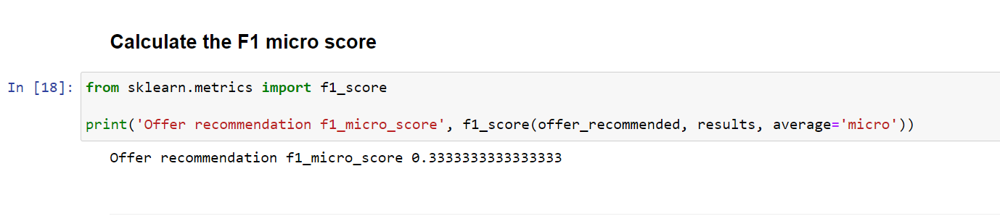 Calculate the F1 micro score
In [18]: from sklearn.metrics import f1_score
print('Offer recommendation f1_micro_score', f1_score(offer_recommended, results, average='micro'))
Offer recommendation f1_micro_score 0.3333333333333333